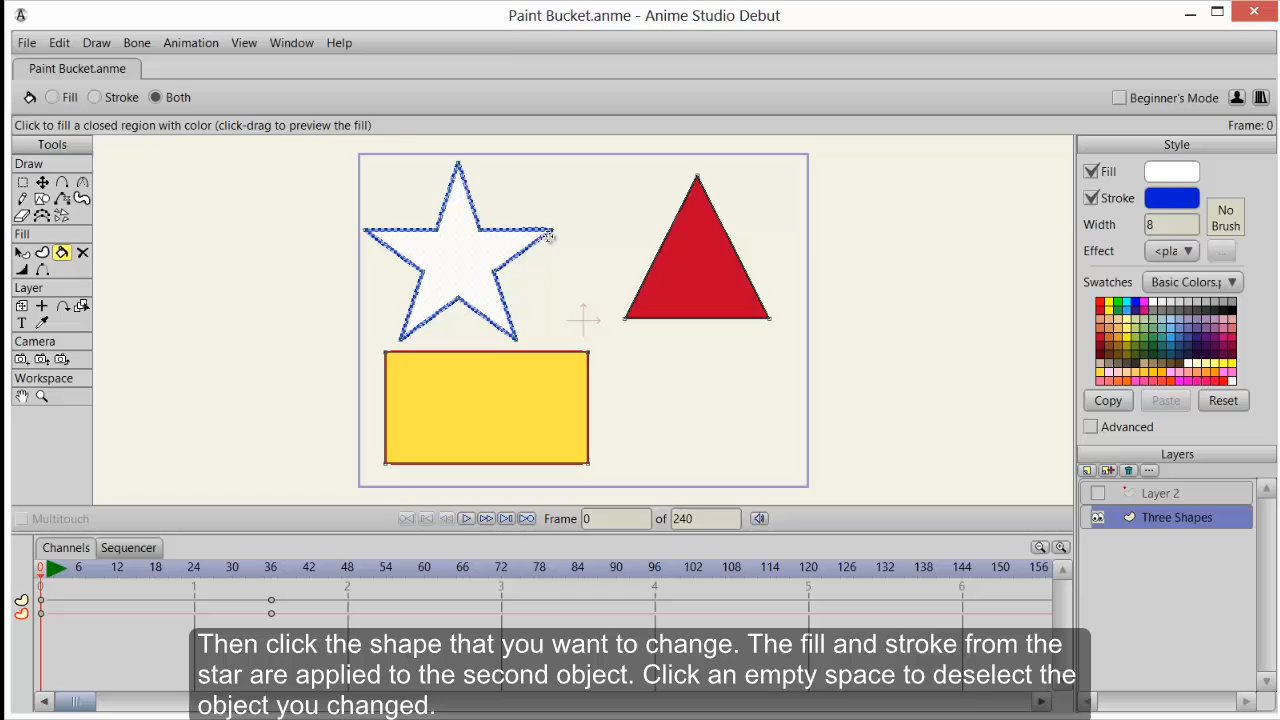 Paint Bucket.anme - Anime Studio Debut
File Edit Draw Bone Animation View Window Help
Paint Bucket.anme
Fill Stroke Both
Beginner's Mode
Click to fill a closed region with color (click-drag to preview the fill)
Frame: 0
Tools
Draw
Fill
Layer
T
Camera
Workspace
Style
Fill
Stroke
Width 8
No Brush
Effect <pla ...
Swatches Basic Colors.p
Copy Paste Reset
Advanced
Layers
Layer 2
Three Shapes
Multitouch
Frame 0 of 240
Channels Sequencer
0 6 12 18 24 30 36 42 48 54 60 66 72 78 84 90 96 102 108 114 120 126 132 138 144 150 156
0 1 2 3 4 5 6
Then click the shape that you want to change. The fill and stroke from the
star are applied to the second object. Click an empty space to deselect the
object you changed.